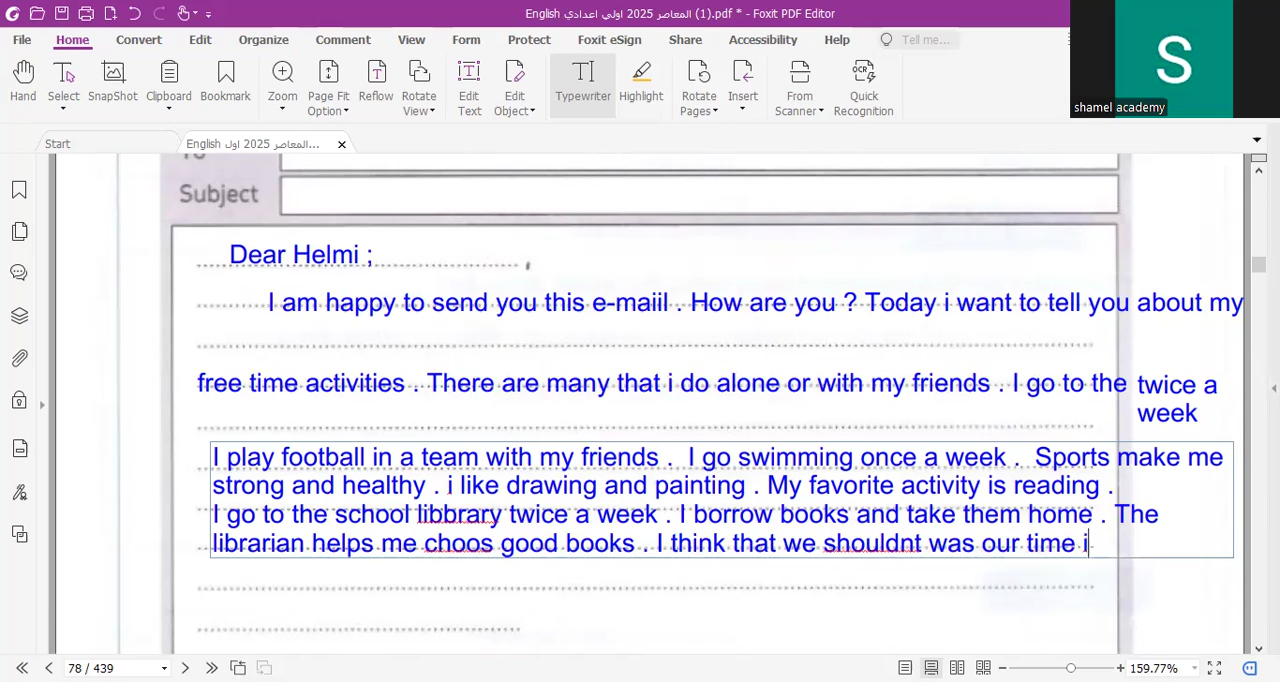 English المعاصر 2025 اولي اعدادي (1).pdf * - Foxit PDF Editor
File Home Convert Edit Organize Comment View Form Protect Foxit eSign Share Accessibility Help Tell me...
Hand Select SnapShot Clipboard Bookmark Zoom Page Fit Option Reflow Rotate View Edit Text Edit Object Typewriter Highlight Rotate Pages Insert From Scanner OCR Quick Recognition
S
shamel academy
Start English المعاصر 2025 اول...
To
Subject
Dear Helmi ;
,
I am happy to send you this e-maiil . How are you ? Today i want to tell you about my
free time activities . There are many that i do alone or with my friends . I go to the twice a
week
I play football in a team with my friends . I go swimming once a week . Sports make me
strong and healthy . i like drawing and painting . My favorite activity is reading .
I go to the school libbrary twice a week . I borrow books and take them home . The
librarian helps me choos good books . I think that we shouldnt was our time i
78 / 439
159.77%